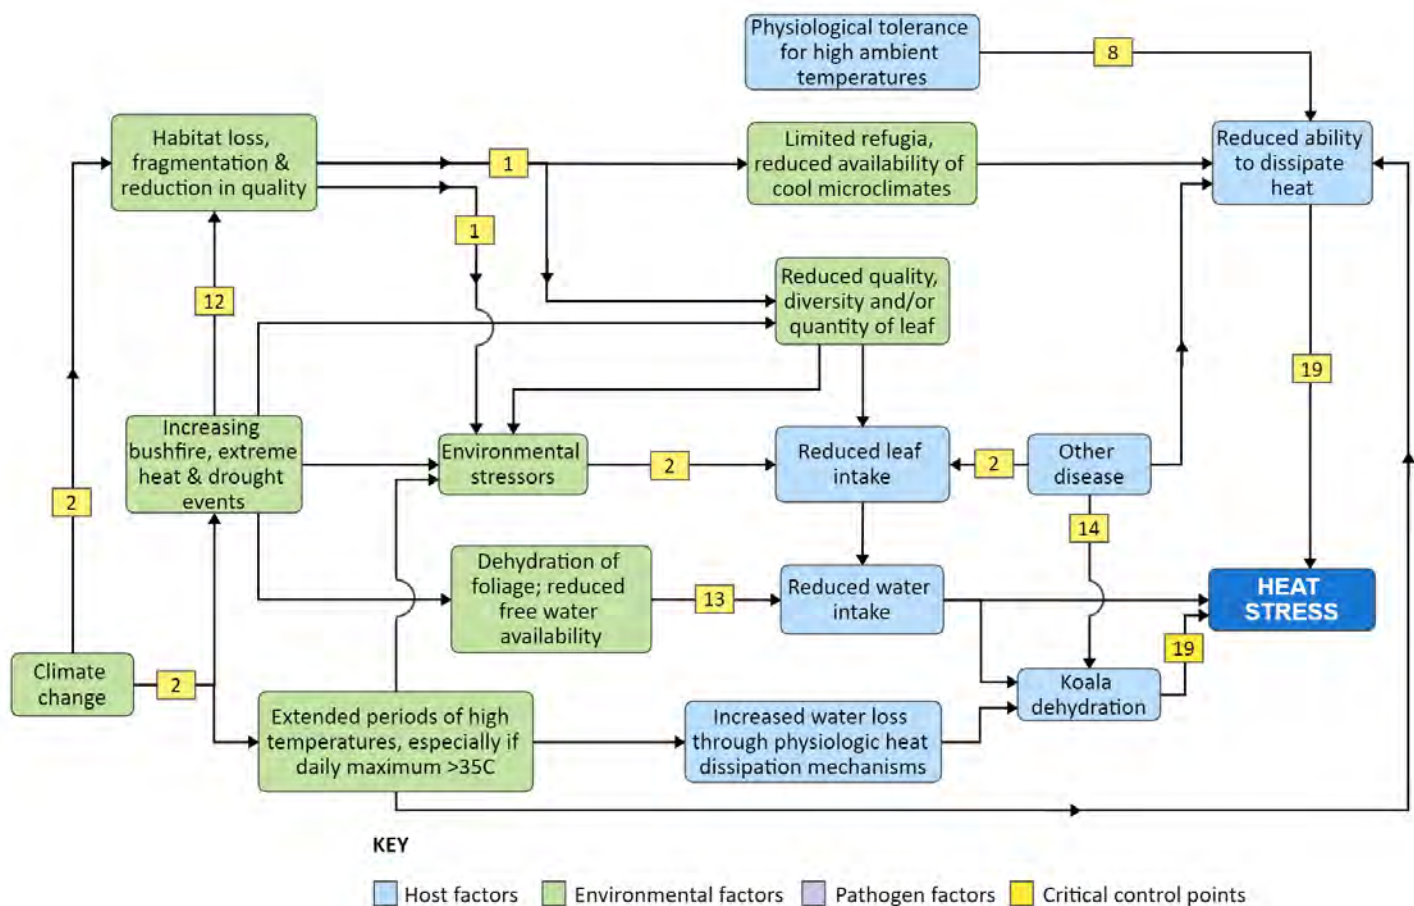 Physiological tolerance
for high ambient
temperatures
8
Habitat loss,
fragmentation &
reduction in quality
1
Limited refugia,
reduced availability of
cool microclimates
Reduced ability
to dissipate
heat
1
12
Reduced quality,
diversity and/or
quantity of leaf
19
2
Increasing
bushfire, extreme
heat & drought
events
Environmental
stressors
2
Reduced leaf
intake
2
Other
disease
14
Dehydration of
foliage; reduced
free water
availability
13
Reduced water
intake
HEAT
STRESS
19
Climate
change
2
Extended periods of high
temperatures, especially if
daily maximum >35C
Increased water loss
through physiologic heat
dissipation mechanisms
Koala
dehydration
KEY
Host factors
Environmental factors
Pathogen factors
Critical control points